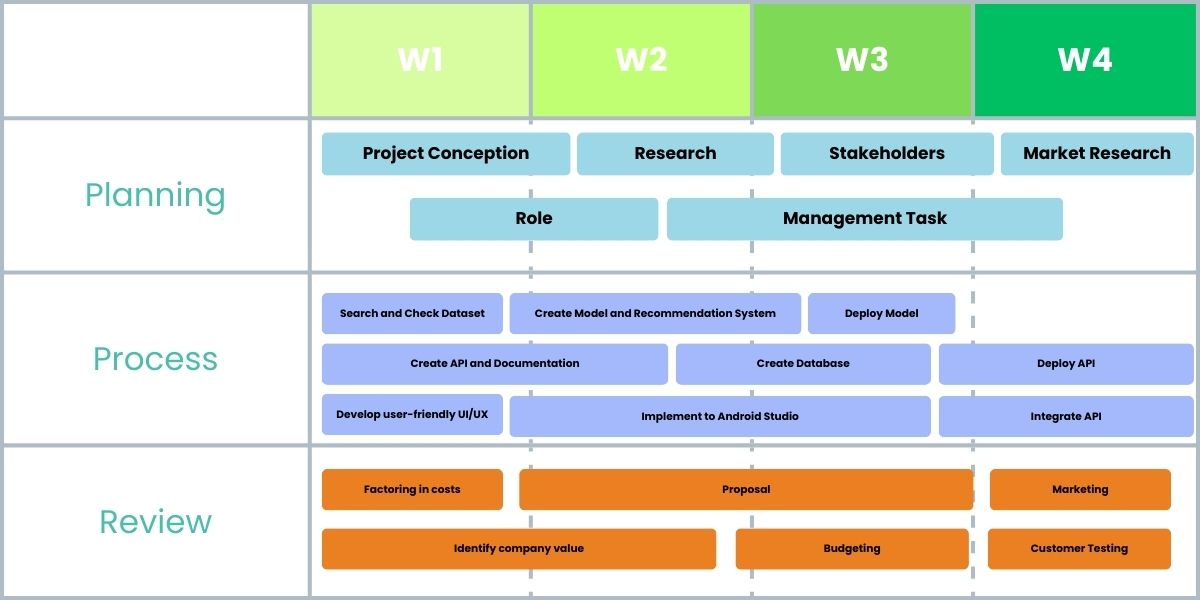 W1
W2
W3
W4
Planning
Project Conception
Research
Stakeholders
Market Research
Role
Management Task
Process
Search and Check Dataset
Create Model and Recommendation System
Deploy Model
Create API and Documentation
Create Database
Deploy API
Develop user-friendly UI/UX
Implement to Android Studio
Integrate API
Review
Factoring in costs
Proposal
Marketing
Identify company value
Budgeting
Customer Testing